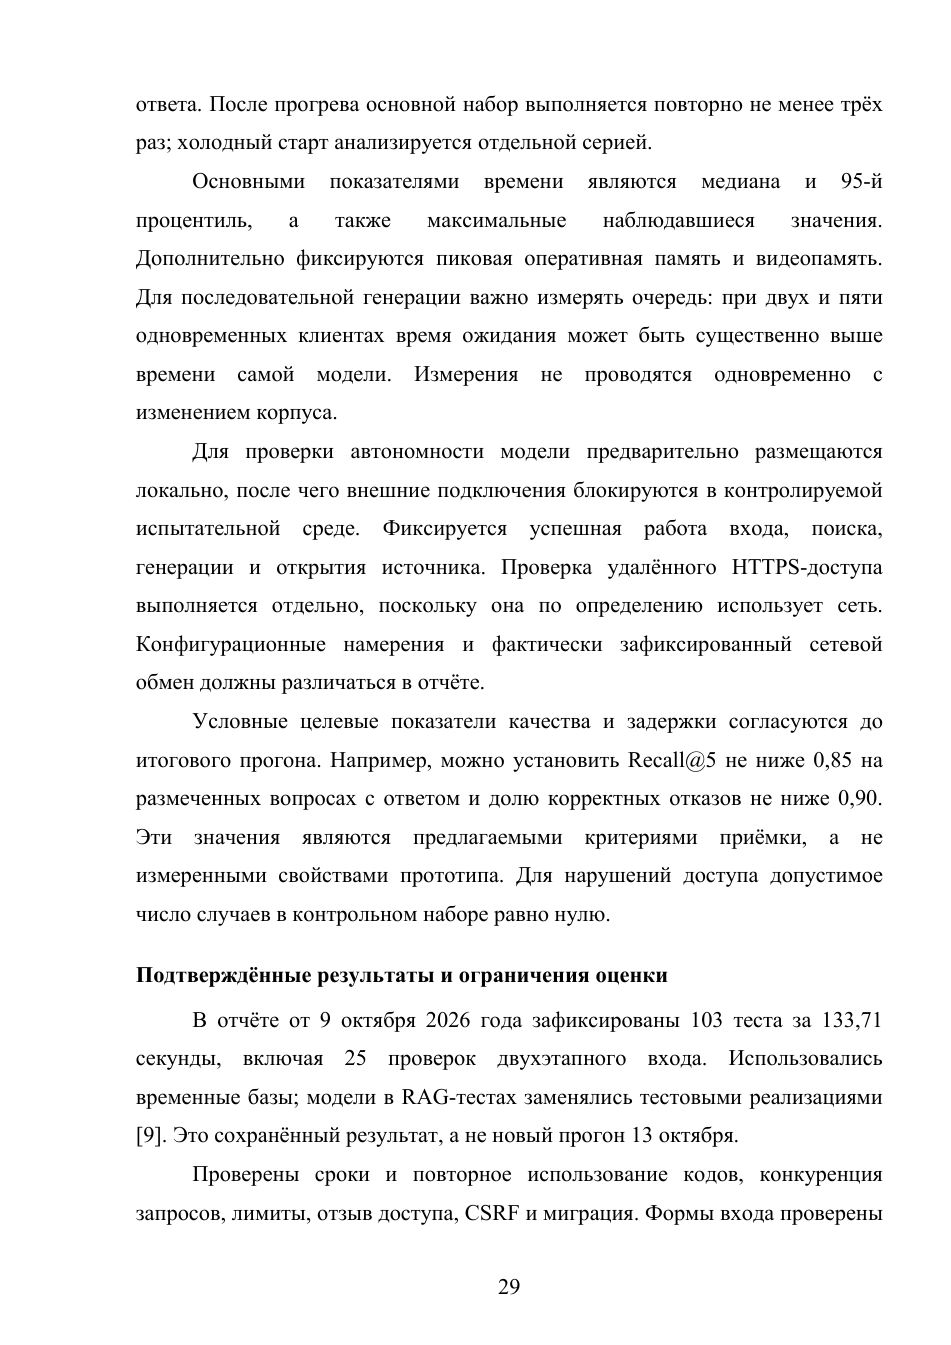 ответа. После прогрева основной набор выполняется повторно не менее трёх
раз; холодный старт анализируется отдельной серией.
Основными показателями времени являются медиана и 95-й
процентиль, а также максимальные наблюдавшиеся значения.
Дополнительно фиксируются пиковая оперативная память и видеопамять.
Для последовательной генерации важно измерять очередь: при двух и пяти
одновременных клиентах время ожидания может быть существенно выше
времени самой модели. Измерения не проводятся одновременно с
изменением корпуса.
Для проверки автономности модели предварительно размещаются
локально, после чего внешние подключения блокируются в контролируемой
испытательной среде. Фиксируется успешная работа входа, поиска,
генерации и открытия источника. Проверка удалённого HTTPS-доступа
выполняется отдельно, поскольку она по определению использует сеть.
Конфигурационные намерения и фактически зафиксированный сетевой
обмен должны различаться в отчёте.
Условные целевые показатели качества и задержки согласуются до
итогового прогона. Например, можно установить Recall@5 не ниже 0,85 на
размеченных вопросах с ответом и долю корректных отказов не ниже 0,90.
Эти значения являются предлагаемыми критериями приёмки, а не
измеренными свойствами прототипа. Для нарушений доступа допустимое
число случаев в контрольном наборе равно нулю.
Подтверждённые результаты и ограничения оценки
В отчёте от 9 октября 2026 года зафиксированы 103 теста за 133,71
секунды, включая 25 проверок двухэтапного входа. Использовались
временные базы; модели в RAG-тестах заменялись тестовыми реализациями
[9]. Это сохранённый результат, а не новый прогон 13 октября.
Проверены сроки и повторное использование кодов, конкуренция
запросов, лимиты, отзыв доступа, CSRF и миграция. Формы входа проверены
29